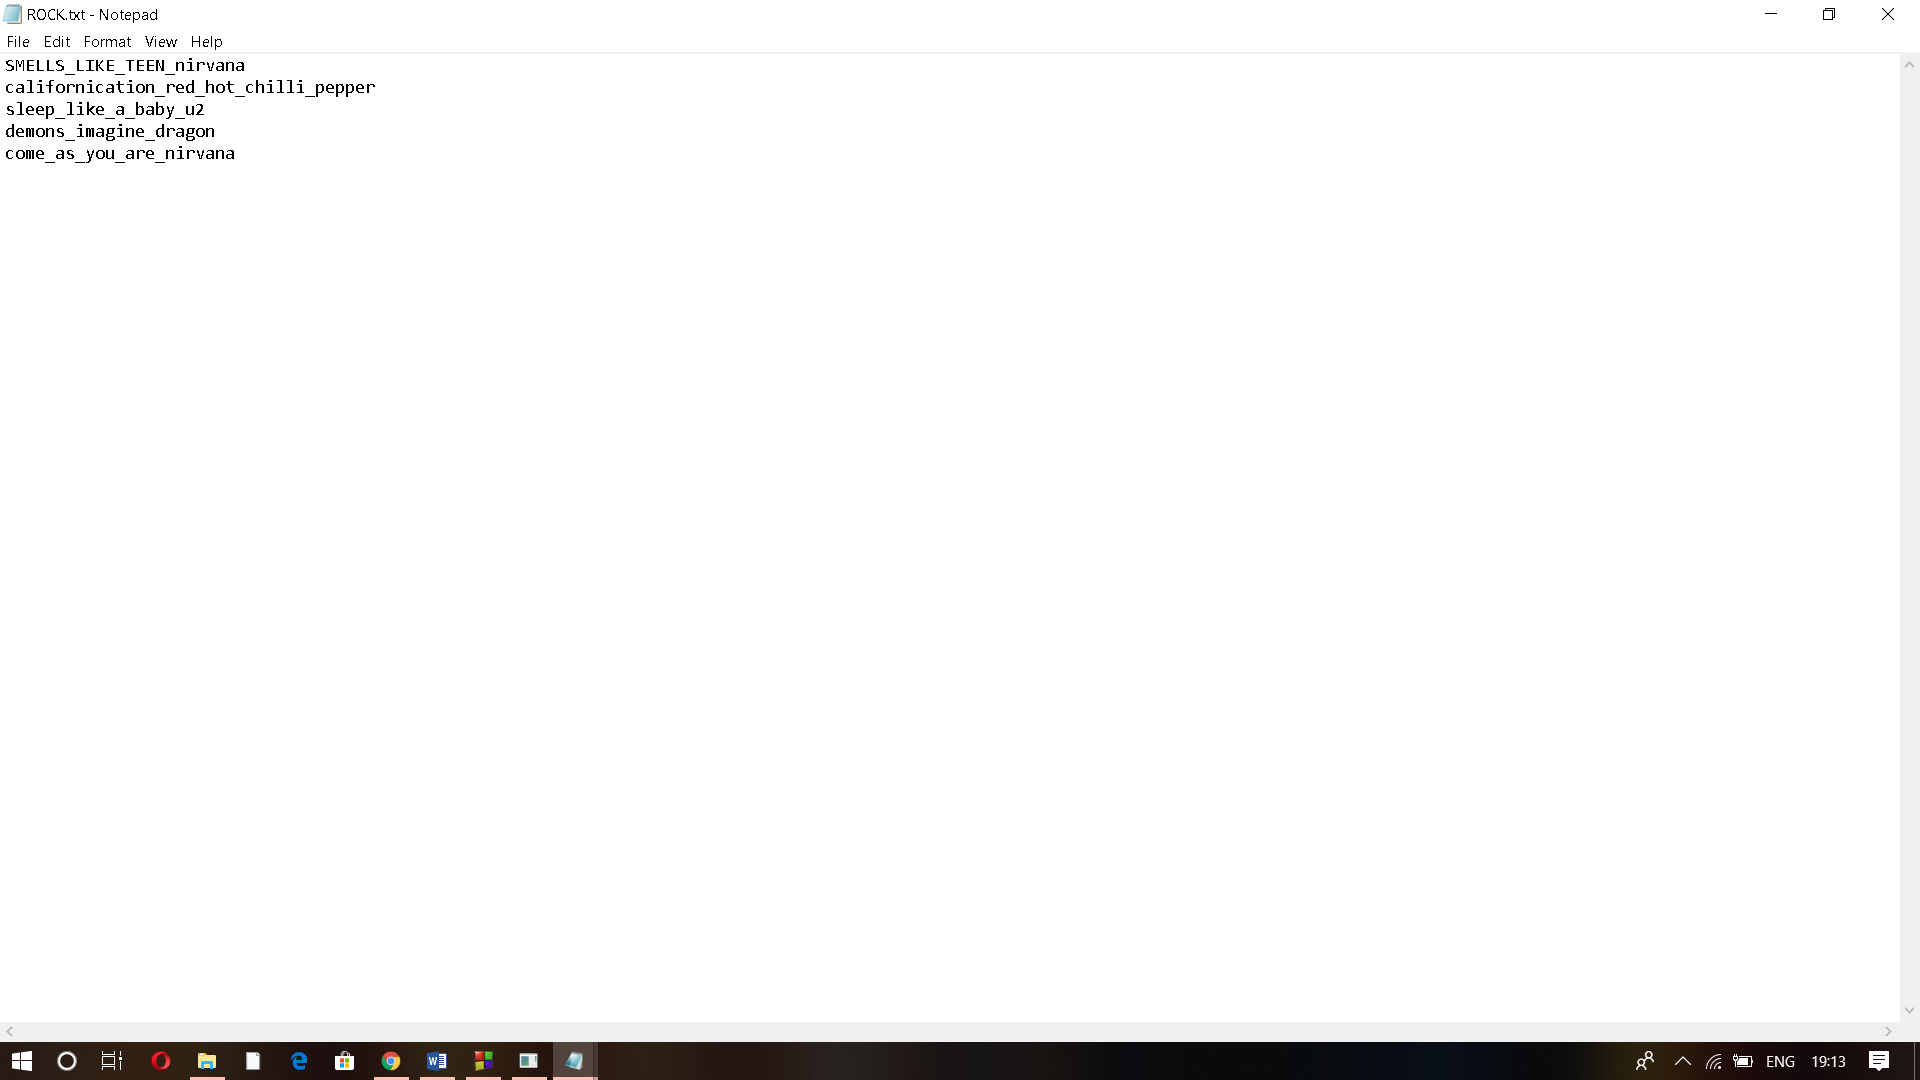 ROCK.txt - Notepad
File Edit Format View Help
SMELLS_LIKE_TEEN_nirvana
californication_red_hot_chilli_pepper
sleep_like_a_baby_u2
demons_imagine_dragon
come_as_you_are_nirvana
ENG 19:13